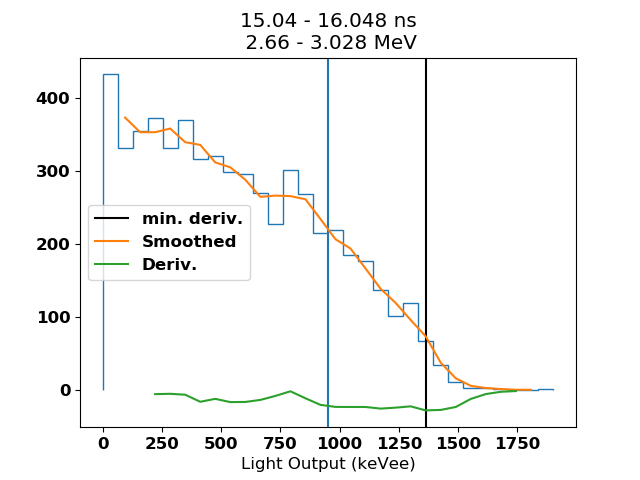 15.04 - 16.048 ns
2.66 - 3.028 MeV
400
300
200
100
0
min. deriv.
Smoothed
Deriv.
0 250 500 750 1000 1250 1500 1750
Light Output (keVee)